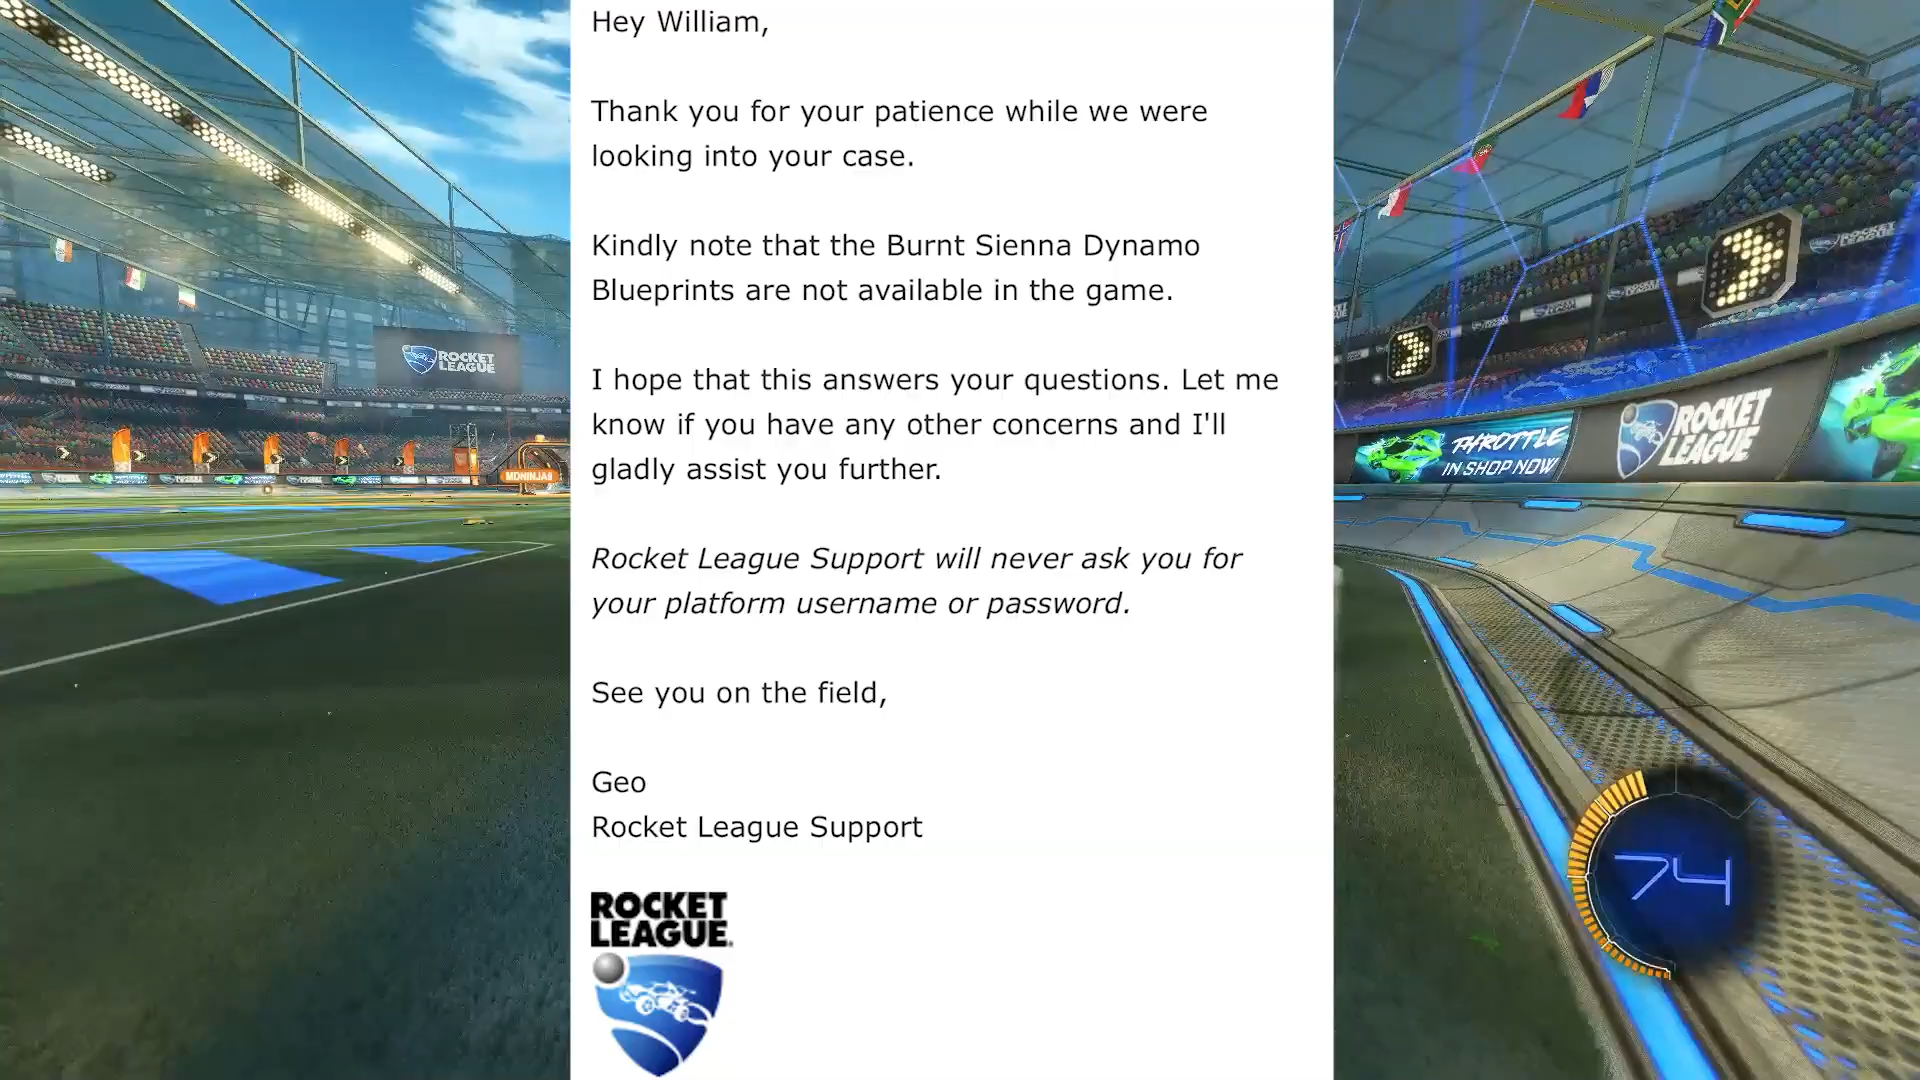 Hey William,
Thank you for your patience while we were
looking into your case.
Kindly note that the Burnt Sienna Dynamo
Blueprints are not available in the game.
I hope that this answers your questions. Let me
know if you have any other concerns and I'll
gladly assist you further.
Rocket League Support will never ask you for
your platform username or password.
See you on the field,
Geo
Rocket League Support
ROCKET
LEAGUE.
ROCKET
LEAGUE
MDNINJAS
ROCKET
LEAGUE
THROTTLE
IN SHOP NOW
ROCKET
LEAGUE
74